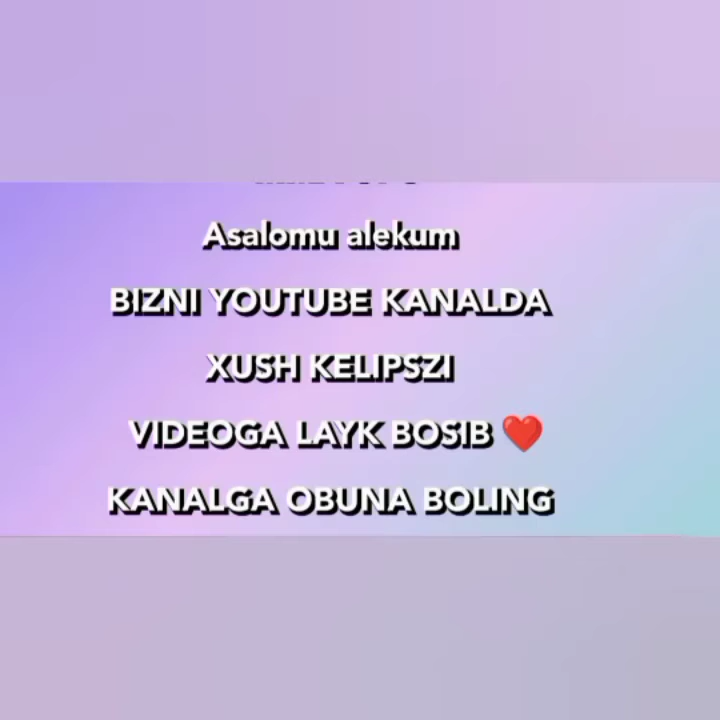 Asalomu alekum
BIZNI YOUTUBE KANALDA
XUSH KELIPSZI
VIDEOGA LAYK BOSIB ❤️
KANALGA OBUNA BOLING